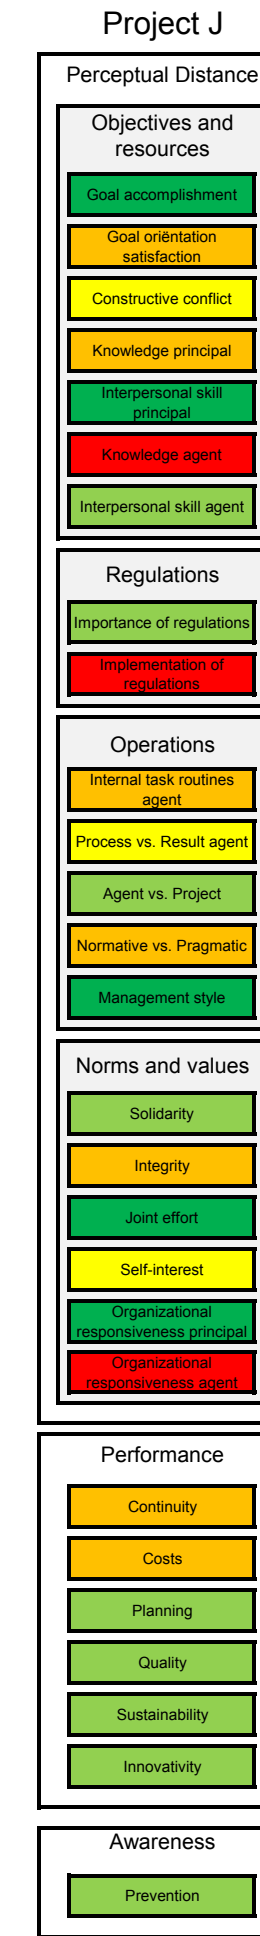 Project J
Perceptual Distance
Objectives and
resources
Goal accomplishment
Goal oriëntation
satisfaction
Constructive conflict
Knowledge principal
Interpersonal skill
principal
Knowledge agent
Interpersonal skill agent
Regulations
Importance of regulations
Implementation of
regulations
Operations
Internal task routines
agent
Process vs. Result agent
Agent vs. Project
Normative vs. Pragmatic
Management style
Norms and values
Solidarity
Integrity
Joint effort
Self-interest
Organizational
responsiveness principal
Organizational
responsiveness agent
Performance
Continuity
Costs
Planning
Quality
Sustainability
Innovativity
Awareness
Prevention